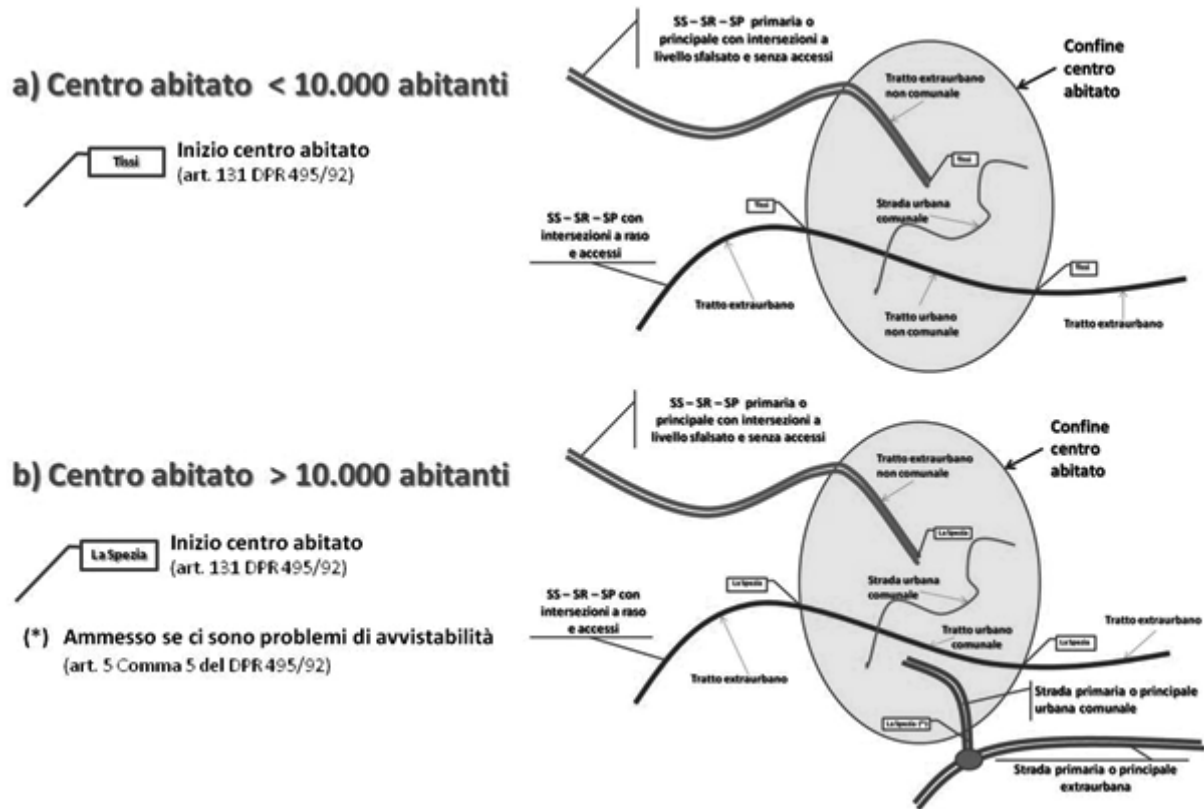 a) Centro abitato < 10.000 abitanti
Tissi
Inizio centro abitato
(art. 131 DPR 495/92)
SS – SR – SP primaria o
principale con intersezioni a
livello sfalsato e senza accessi
Tratto extraurbano
non comunale
Confine
centro
abitato
Tissi
Strada urbana
comunale
Tissi
SS – SR – SP con
intersezioni a raso
e accessi
Tissi
Tratto extraurbano
Tratto urbano
non comunale
Tratto extraurbano
b) Centro abitato > 10.000 abitanti
La Spezia
Inizio centro abitato
(art. 131 DPR 495/92)
(*) Ammesso se ci sono problemi di avvistabilità
(art. 5 Comma 5 del DPR 495/92)
SS – SR – SP primaria o
principale con intersezioni a
livello sfalsato e senza accessi
Tratto extraurbano
non comunale
Confine
centro
abitato
La Spezia
La Spezia
Strada urbana
comunale
SS – SR – SP con
intersezioni a raso
e accessi
Tratto urbano
comunale
Tratto extraurbano
La Spezia
Tratto extraurbano
Strada primaria o principale
urbana comunale
La Spezia (*)
Strada primaria o principale
extraurbana